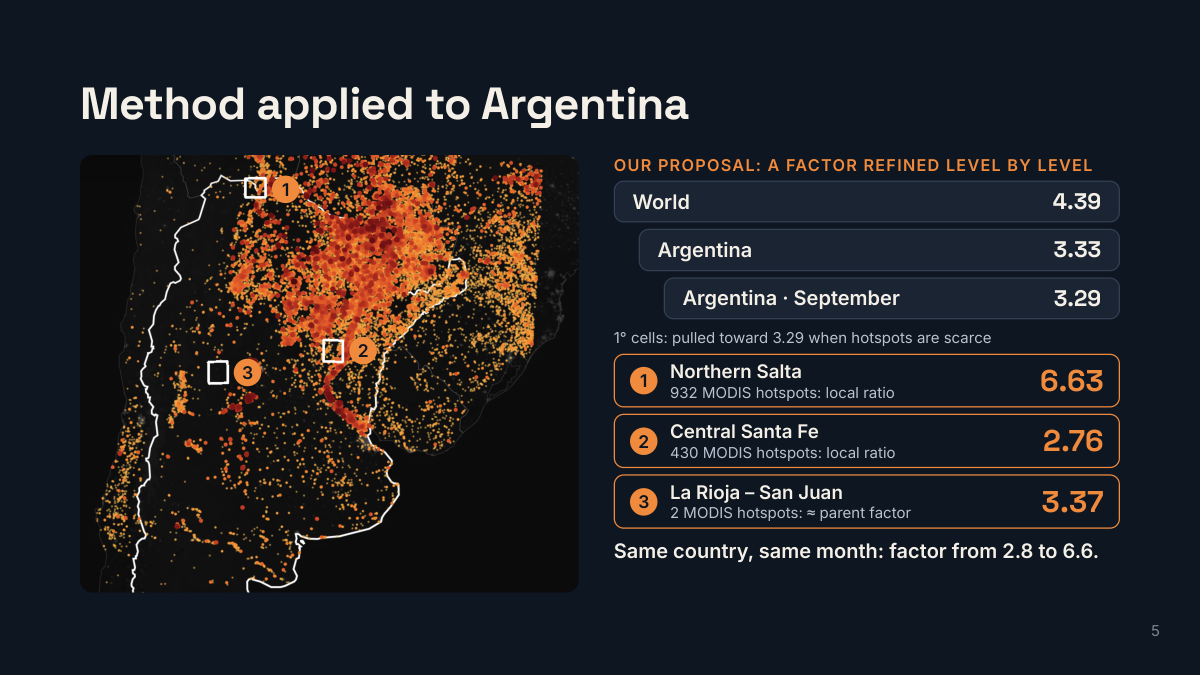 Method applied to Argentina
1
2
3
OUR PROPOSAL: A FACTOR REFINED LEVEL BY LEVEL
World 4.39
Argentina 3.33
Argentina · September 3.29
1° cells: pulled toward 3.29 when hotspots are scarce
1 Northern Salta 6.63
932 MODIS hotspots: local ratio
2 Central Santa Fe 2.76
430 MODIS hotspots: local ratio
3 La Rioja – San Juan 3.37
2 MODIS hotspots: ≈ parent factor
Same country, same month: factor from 2.8 to 6.6.
5